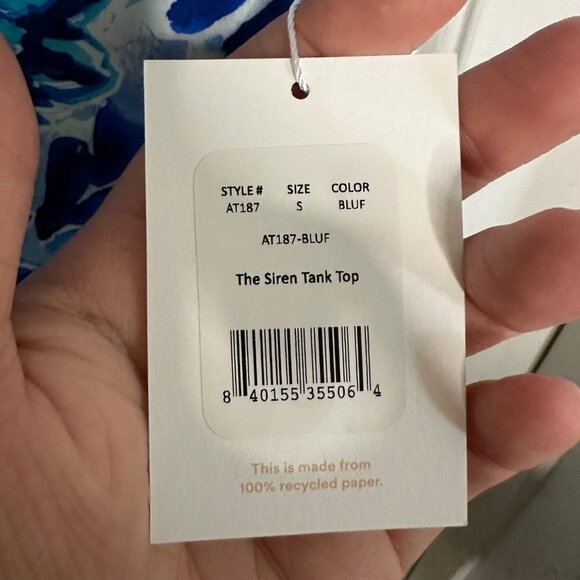 STYLE # SIZE COLOR
AT187 S BLUF
AT187-BLUF
The Siren Tank Top
8 40155 35506 4
This is made from
100% recycled paper.